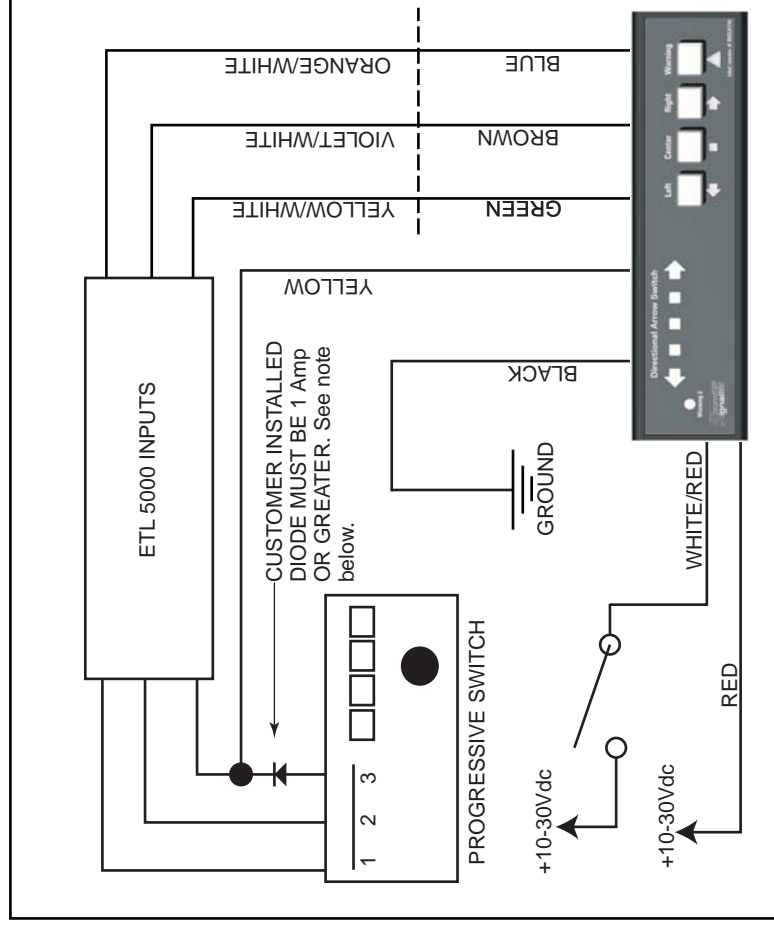 ORANGE/WHITE
BLUE
VIOLET/WHITE
BROWN
YELLOW/WHITE
GREEN
YELLOW
BLACK
ETL 5000 INPUTS
CUSTOMER INSTALLED
DIODE MUST BE 1 Amp
OR GREATER. See note
below.
GROUND
1 2 3
PROGRESSIVE SWITCH
+10-30Vdc
+10-30Vdc
WHITE/RED
RED
Directional Arrow Switch
Warning 2
Left
Center
Right
Warning